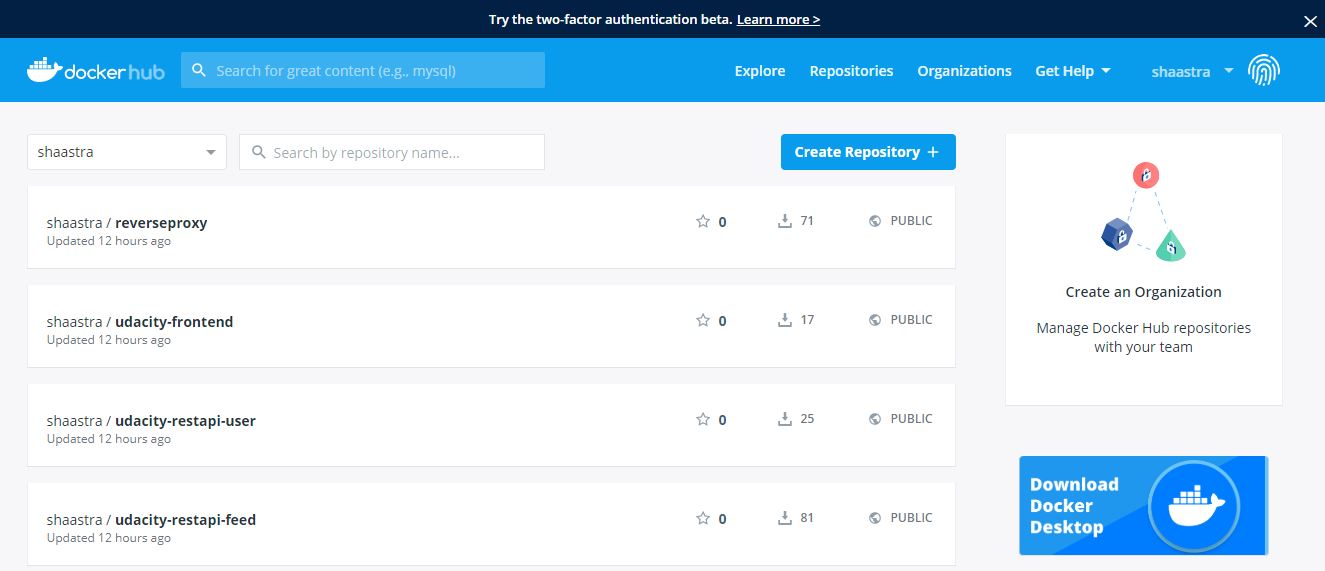 Try the two-factor authentication beta. Learn more >
docker hub
Search for great content (e.g., mysql)
Explore
Repositories
Organizations
Get Help
shaastra
shaastra
Search by repository name...
Create Repository +
shaastra / reverseproxy
Updated 12 hours ago
0
71
PUBLIC
shaastra / udacity-frontend
Updated 12 hours ago
0
17
PUBLIC
shaastra / udacity-restapi-user
Updated 12 hours ago
0
25
PUBLIC
shaastra / udacity-restapi-feed
Updated 12 hours ago
0
81
PUBLIC
Create an Organization
Manage Docker Hub repositories
with your team
Download
Docker
Desktop